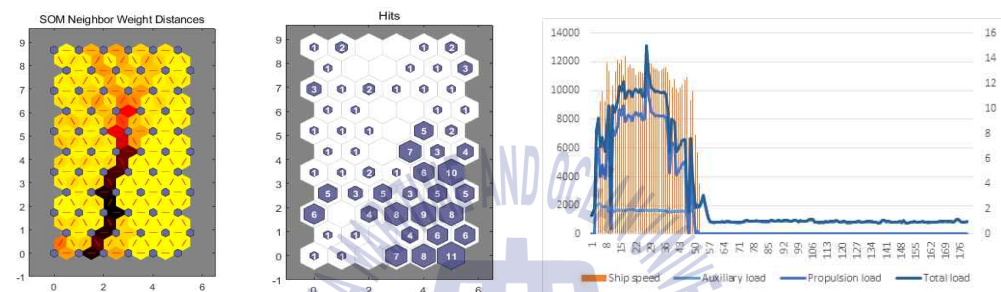 SOM Neighbor Weight Distances
9
8
7
6
5
4
3
2
1
0
-1
0 2 4 6
Hits
9
8
7
6
5
4
3
2
1
0
-1
1 2 1 2
1 1 1 3
3 1 2 1 1 2
1 1
1 1 1 5 2
1 1 7 3 4
1 1 2 1 6 10
5 3 5 3 5 5
6 4 8 9 8
1 1 4 6 6
1 1 7 8 11
0 2 4 6
14000
12000
10000
8000
6000
4000
2000
0
16
14
12
10
8
6
4
2
0
1 8 15 22 29 36 43 50 57 64 71 78 85 92 99 106 113 120 127 134 141 148 155 162 169 176
Ship speed Auxillary load Propulsion load Total load
AND